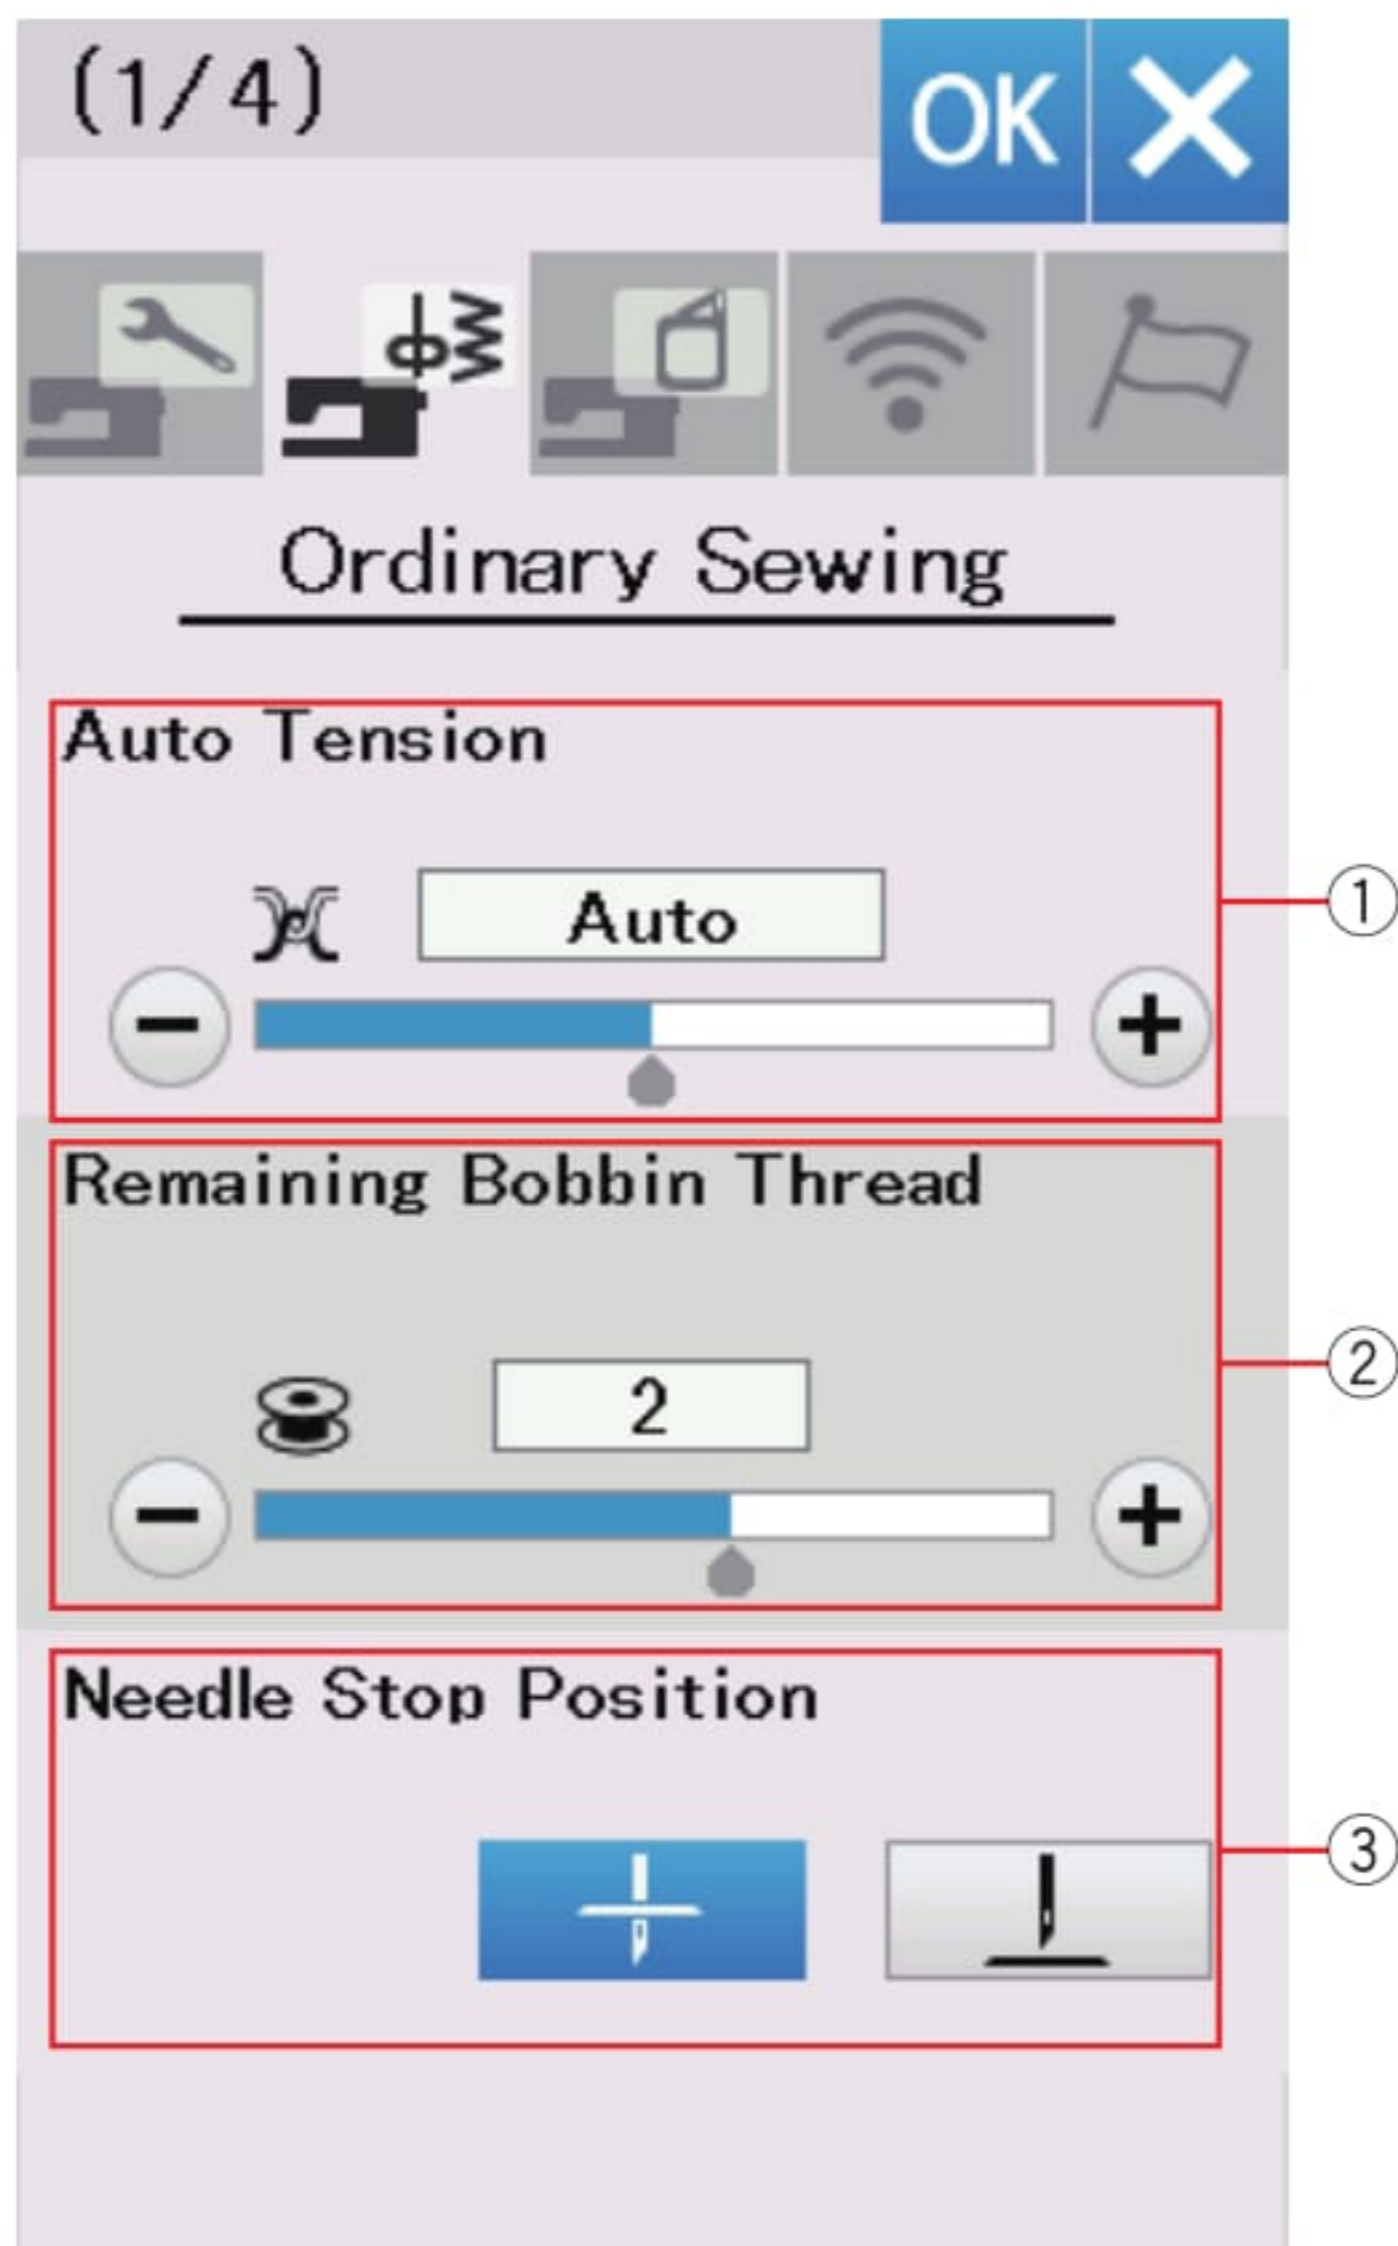 (1/4)
OK
Ordinary Sewing
Auto Tension
Auto
①
Remaining Bobbin Thread
2
②
Needle Stop Position
③